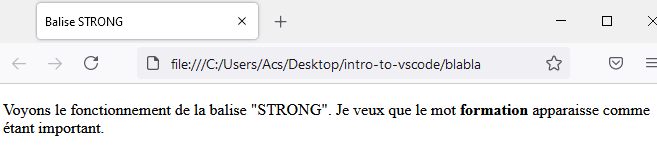 Balise STRONG
file:///C:/Users/Acs/Desktop/intro-to-vscode/blabla
Voyons le fonctionnement de la balise "STRONG". Je veux que le mot formation apparaisse comme
étant important.